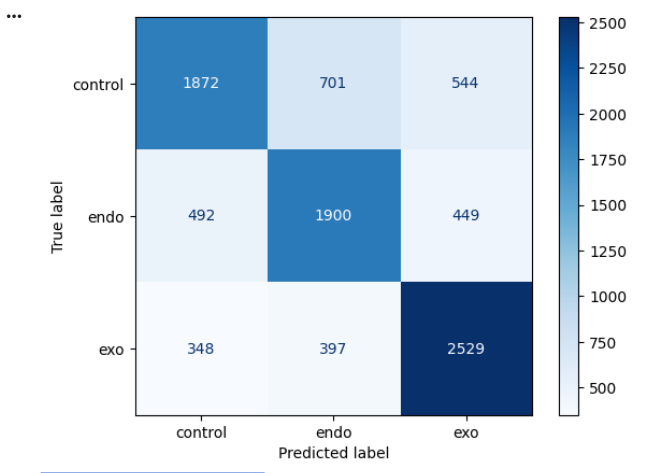 ...
control 1872 701 544
endo 492 1900 449
exo 348 397 2529
control endo exo
Predicted label
True label
2500
2250
2000
1750
1500
1250
1000
750
500